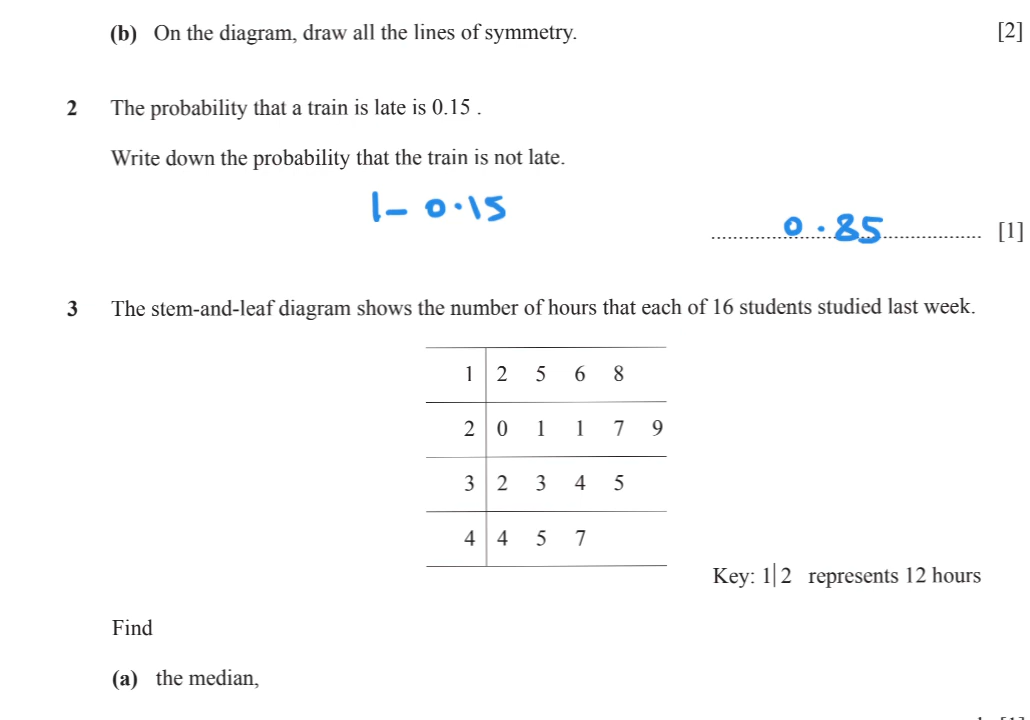 (b) On the diagram, draw all the lines of symmetry. [2]
2 The probability that a train is late is 0.15 .
Write down the probability that the train is not late.
1 - 0.15
0.85 [1]
3 The stem-and-leaf diagram shows the number of hours that each of 16 students studied last week.
1 | 2 5 6 8
2 | 0 1 1 7 9
3 | 2 3 4 5
4 | 4 5 7
Key: 1|2 represents 12 hours
Find
(a) the median,